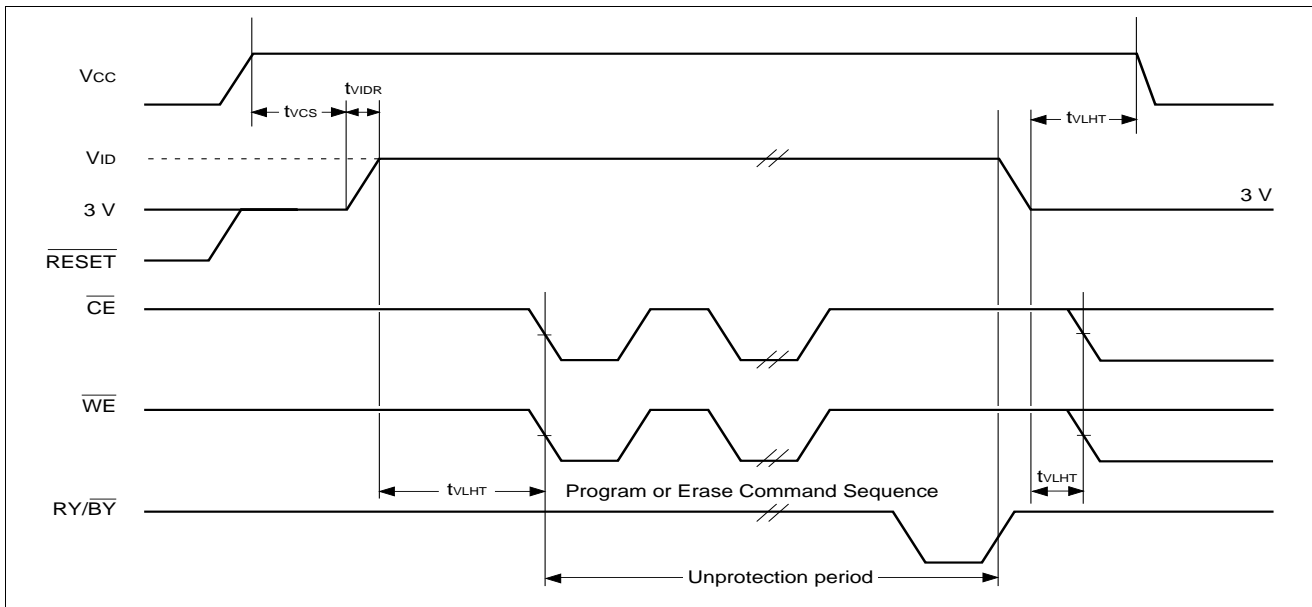 VCC
tVIDR
tVCS
tVLHT
VID
3 V
3 V
RESET
CE
WE
tVLHT
Program or Erase Command Sequence
tVLHT
RY/BY
Unprotection period